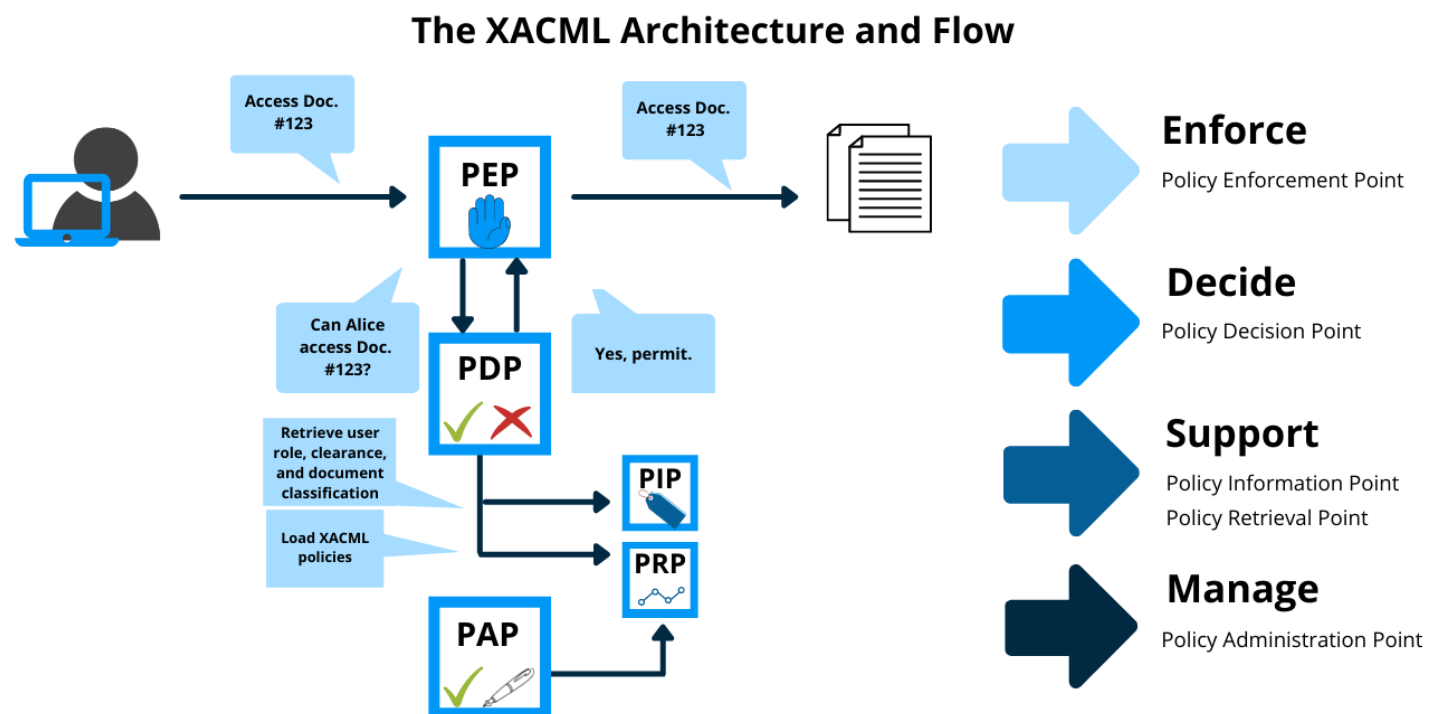 The XACML Architecture and Flow
Access Doc.
#123
Access Doc.
#123
PEP
Can Alice
access Doc.
#123?
Yes, permit.
PDP
Retrieve user
role, clearance,
and document
classification
Load XACML
policies
PIP
PRP
PAP
Enforce
Policy Enforcement Point
Decide
Policy Decision Point
Support
Policy Information Point
Policy Retrieval Point
Manage
Policy Administration Point